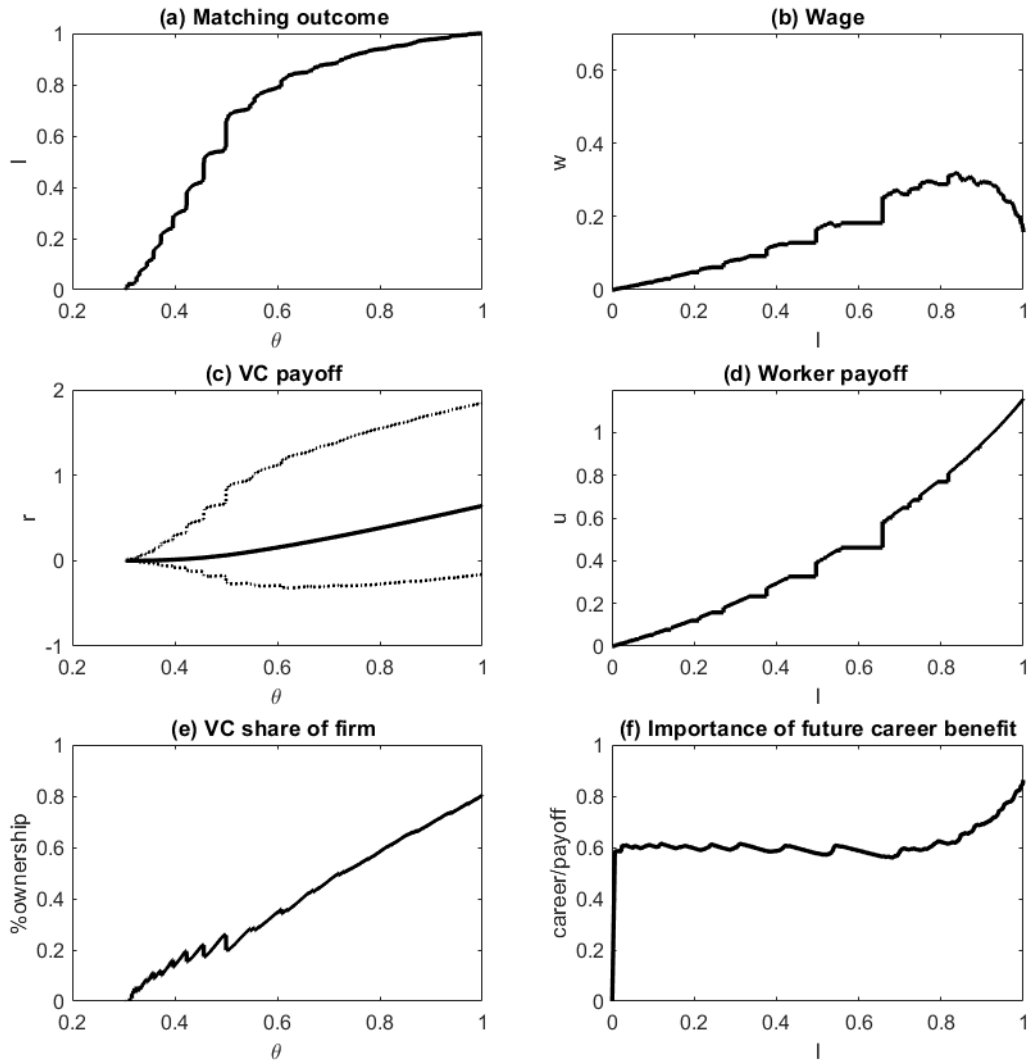 (a) Matching outcome
1
0.8
0.6
0.4
0.2
0
l
0.2 0.4 0.6 0.8 1
θ
(b) Wage
0.6
0.4
0.2
0
w
0 0.2 0.4 0.6 0.8 1
l
(c) VC payoff
2
1
0
-1
r
0.2 0.4 0.6 0.8 1
θ
(d) Worker payoff
1
0.8
0.6
0.4
0.2
0
u
0 0.2 0.4 0.6 0.8 1
l
(e) VC share of firm
1
0.8
0.6
0.4
0.2
0
%ownership
0.2 0.4 0.6 0.8 1
θ
(f) Importance of future career benefit
1
0.8
0.6
0.4
0.2
0
career/payoff
0 0.2 0.4 0.6 0.8 1
l